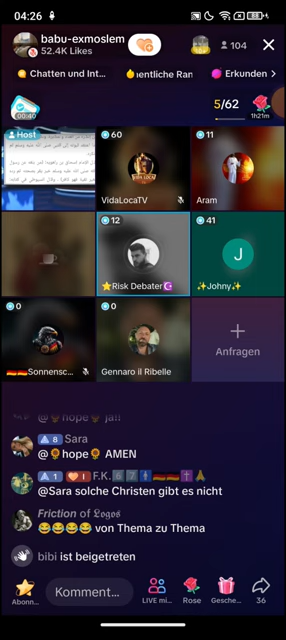 04:26
babu-exmoslem
52.4K Likes
104
Chatten und Int...
entliche Ran
Erkunden >
00:40
5/62
1h21m
Host
60
11
VidaLocaTV
Aram
12
41
J
⭐Risk Debater☪
✨Johny✨
0
0
🇩🇪🇩🇪Sonnensc...
Gennaro il Ribelle
+
Anfragen
@🌻hope🌻 ja!!
8 Sara
@🌻hope🌻 AMEN
1 I F.K.
@Sara solche Christen gibt es nicht
Friction of 𝔏𝔬𝔤𝔬𝔰
😂😂😂😂 von Thema zu Thema
bibi ist beigetreten
Abonn...
Komment...
LIVE mi...
Rose
Gesche...
36